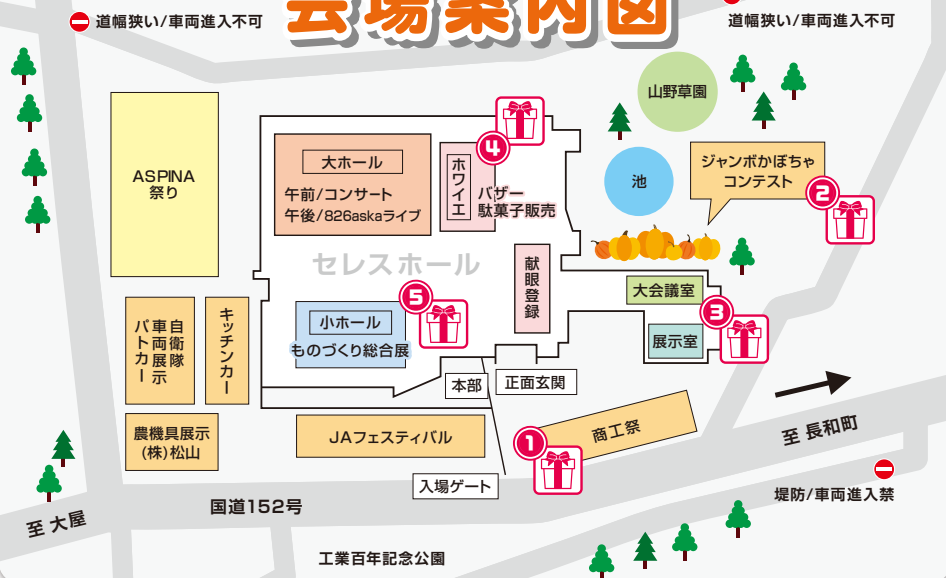 会場案内図
道幅狭い/車両進入不可
道幅狭い/車両進入不可
山野草園
池
ジャンボかぼちゃ
コンテスト
2
ASPINA
祭り
大ホール
午前/コンサート
午後/826askaライブ
ホワイエ
4
バザー
駄菓子販売
セレスホール
献眼登録
大会議室
3
展示室
5
小ホール
ものづくり総合展
自衛隊
車両展示
パトカー
キッチンカー
本部
正面玄関
農機具展示
(株)松山
JAフェスティバル
1
商工祭
入場ゲート
至 長和町
国道152号
至 大屋
堤防/車両進入禁
工業百年記念公園